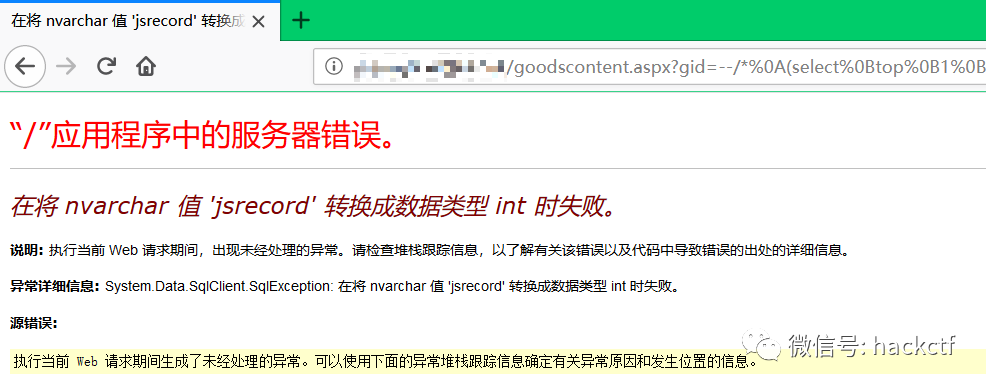 在将 nvarchar 值 'jsrecord' 转换成
/goodscontent.aspx?gid=--/*%0A(select%0Btop%0B1%0B
“/”应用程序中的服务器错误。
在将 nvarchar 值 'jsrecord' 转换成数据类型 int 时失败。
说明: 执行当前 Web 请求期间，出现未经处理的异常。请检查堆栈跟踪信息，以了解有关该错误以及代码中导致错误的出处的详细信息。
异常详细信息: System.Data.SqlClient.SqlException: 在将 nvarchar 值 'jsrecord' 转换成数据类型 int 时失败。
源错误:
执行当前 Web 请求期间生成了未经处理的异常。可以使用下面的异常堆栈跟踪信息确定有关异常原因和发生位置的信息。
微信号: hackctf